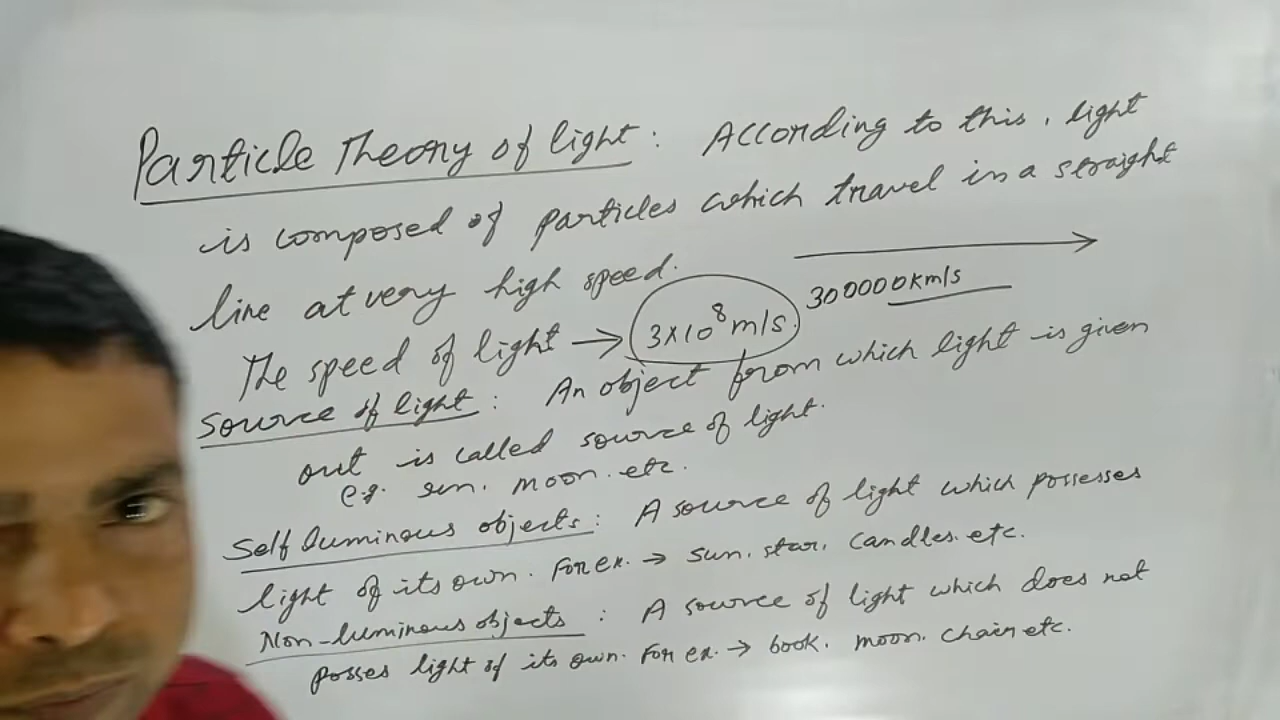 Particle Theory of light: According to this, light
is composed of particles which travel in a straight
line at very high speed.
300000km/s
The speed of light → 3×10⁸ m/s.
Source of light: An object from which light is given
out is called source of light.
e.g. sun. moon. etc.
Self luminous objects: A source of light which possesses
light of its own. For ex. → sun. star. candles. etc.
Non-luminous objects: A source of light which does not
posses light of its own. For ex. → book. moon. chair etc.